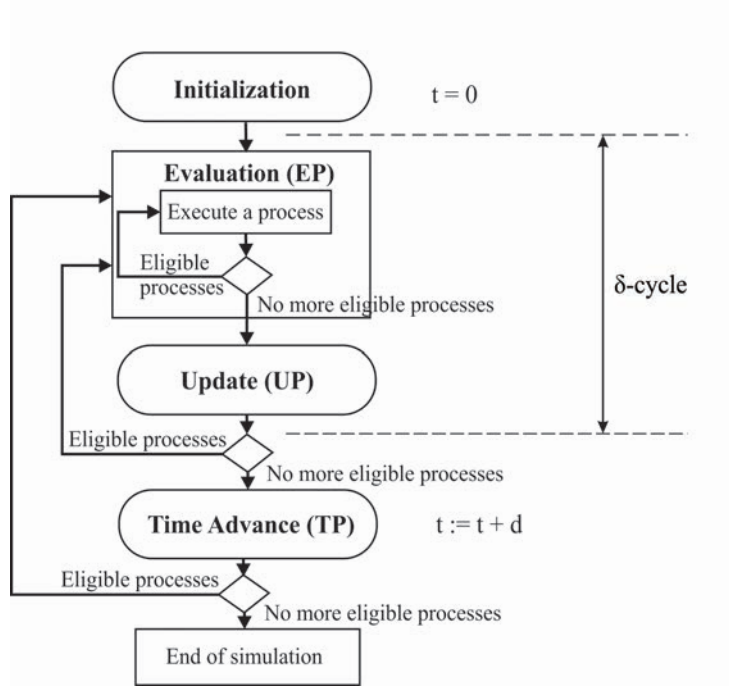 Initialization
t = 0
Evaluation (EP)
Execute a process
Eligible
processes
No more eligible processes
δ-cycle
Update (UP)
Eligible processes
No more eligible processes
Time Advance (TP)
t := t + d
Eligible processes
No more eligible processes
End of simulation